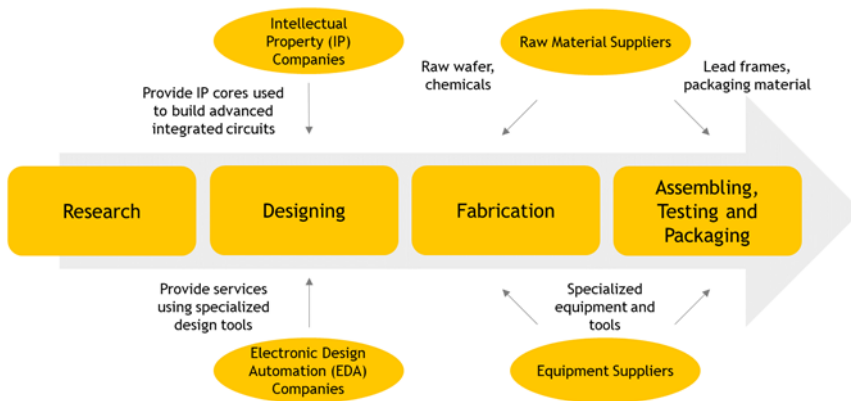 Intellectual
Property (IP)
Companies
Raw Material Suppliers
Provide IP cores used
to build advanced
integrated circuits
Raw wafer,
chemicals
Lead frames,
packaging material
Research
Designing
Fabrication
Assembling,
Testing and
Packaging
Provide services
using specialized
design tools
Specialized
equipment and
tools
Electronic Design
Automation (EDA)
Companies
Equipment Suppliers